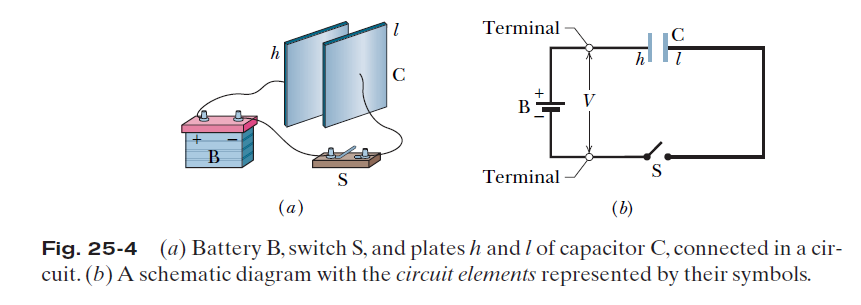 h
l
C
+
−
B
S
(a)
Terminal
C
h
l
B
+
−
V
Terminal
S
(b)
Fig. 25-4 (a) Battery B, switch S, and plates h and l of capacitor C, connected in a cir-
cuit. (b) A schematic diagram with the circuit elements represented by their symbols.